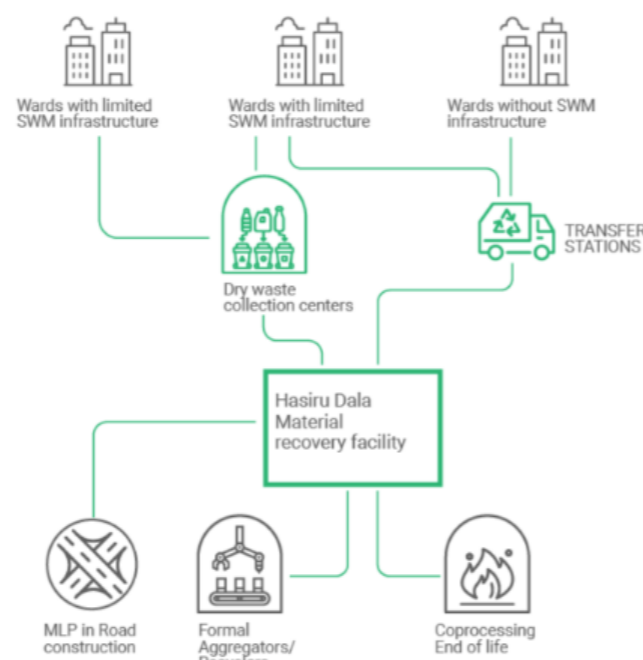 Wards with limited
SWM infrastructure
Wards with limited
SWM infrastructure
Wards without SWM
infrastructure
TRANSFER
STATIONS
Dry waste
collection centers
Hasiru Dala
Material
recovery facility
MLP in Road
construction
Formal
Aggregators/
Coprocessing
End of life